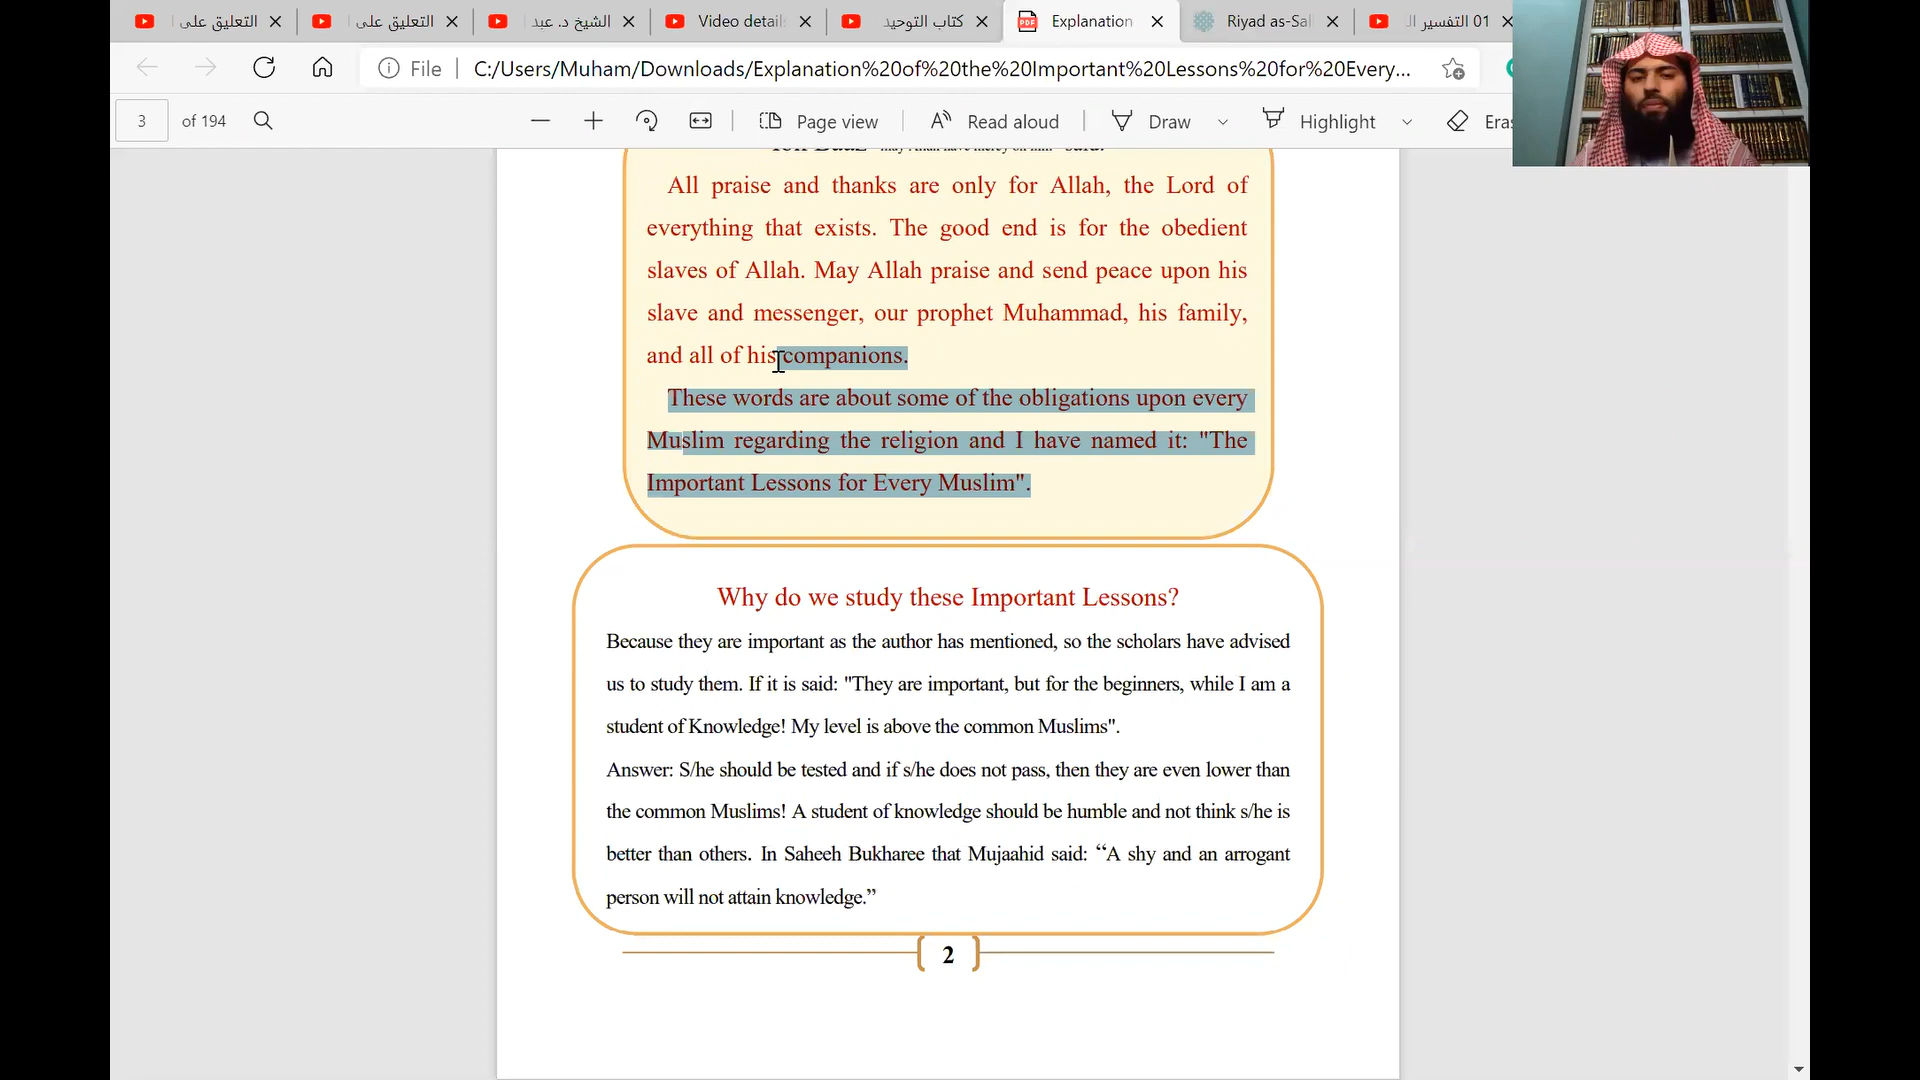 التعليق على
التعليق على
الشيخ د. عبد
Video detail
كتاب التوحيد
Explanation
Riyad as-Sal
01 التفسير ال
File
C:/Users/Muham/Downloads/Explanation%20of%20the%20Important%20Lessons%20for%20Every...
3 of 194
Page view
Read aloud
Draw
Highlight
Eras
Ibn Baaz -may Allah have mercy on him- said:
All praise and thanks are only for Allah, the Lord of
everything that exists. The good end is for the obedient
slaves of Allah. May Allah praise and send peace upon his
slave and messenger, our prophet Muhammad, his family,
and all of his companions.
These words are about some of the obligations upon every
Muslim regarding the religion and I have named it: "The
Important Lessons for Every Muslim".
Why do we study these Important Lessons?
Because they are important as the author has mentioned, so the scholars have advised
us to study them. If it is said: "They are important, but for the beginners, while I am a
student of Knowledge! My level is above the common Muslims".
Answer: S/he should be tested and if s/he does not pass, then they are even lower than
the common Muslims! A student of knowledge should be humble and not think s/he is
better than others. In Saheeh Bukharee that Mujaahid said: “A shy and an arrogant
person will not attain knowledge.”
2